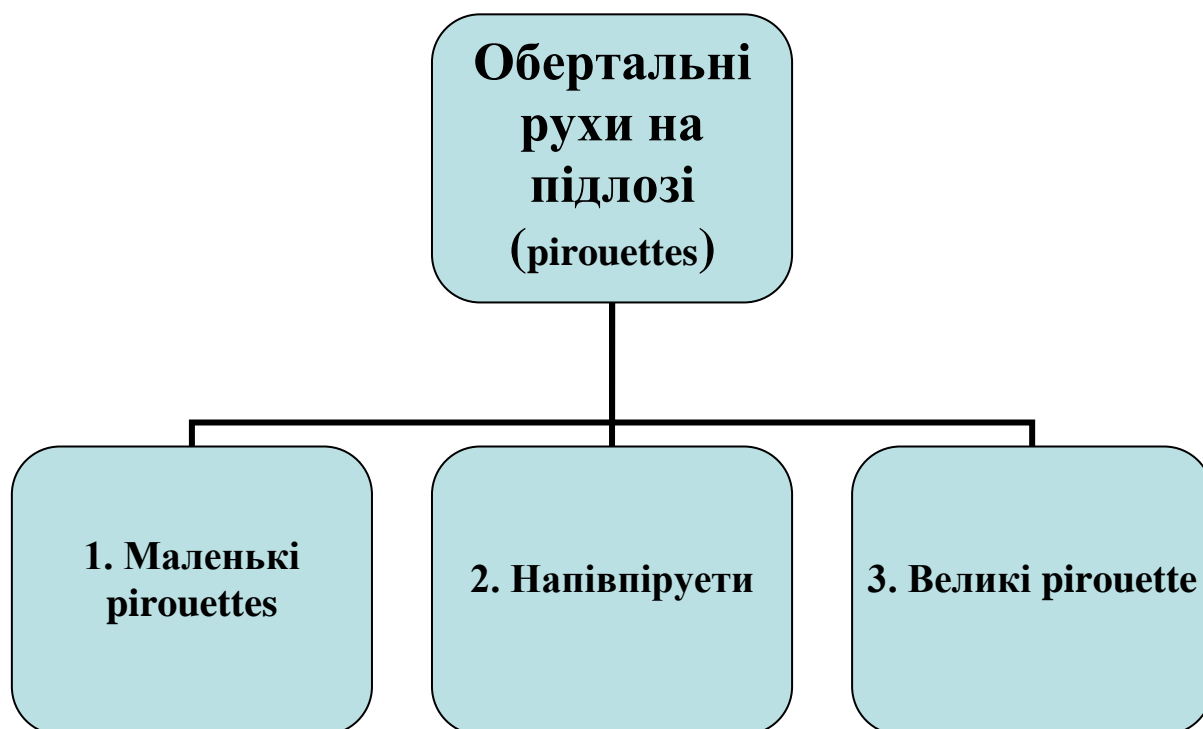 Обертальні
рухи на
підлозі
(pirouettes)
1. Маленькі
pirouettes
2. Напівпіруети
3. Великі pirouette